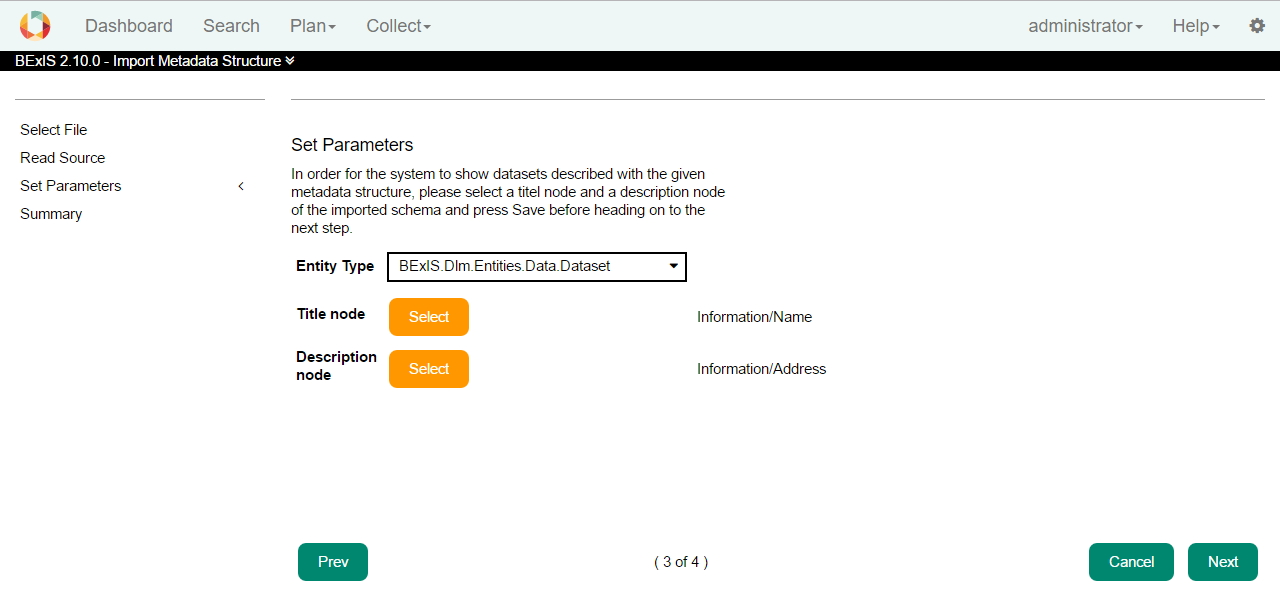 Dashboard Search Plan Collect administrator Help
BExIS 2.10.0 - Import Metadata Structure
Select File
Read Source
Set Parameters
Summary
Set Parameters
In order for the system to show datasets described with the given
metadata structure, please select a titel node and a description node
of the imported schema and press Save before heading on to the
next step.
Entity Type BExIS.Dlm.Entities.Data.Dataset
Title node Select Information/Name
Description
node Select Information/Address
Prev ( 3 of 4 ) Cancel Next